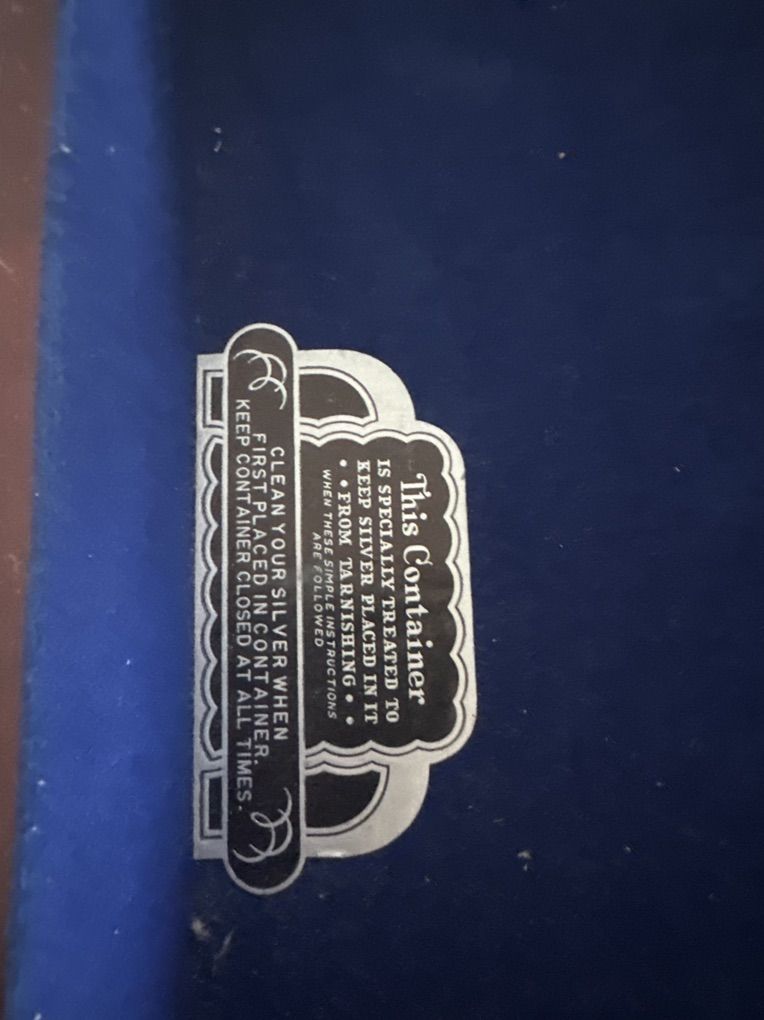 This Container
IS SPECIALLY TREATED TO
KEEP SILVER PLACED IN IT
• • FROM TARNISHING • •
WHEN THESE SIMPLE INSTRUCTIONS
ARE FOLLOWED
CLEAN YOUR SILVER WHEN
FIRST PLACED IN CONTAINER.
KEEP CONTAINER CLOSED AT ALL TIMES.